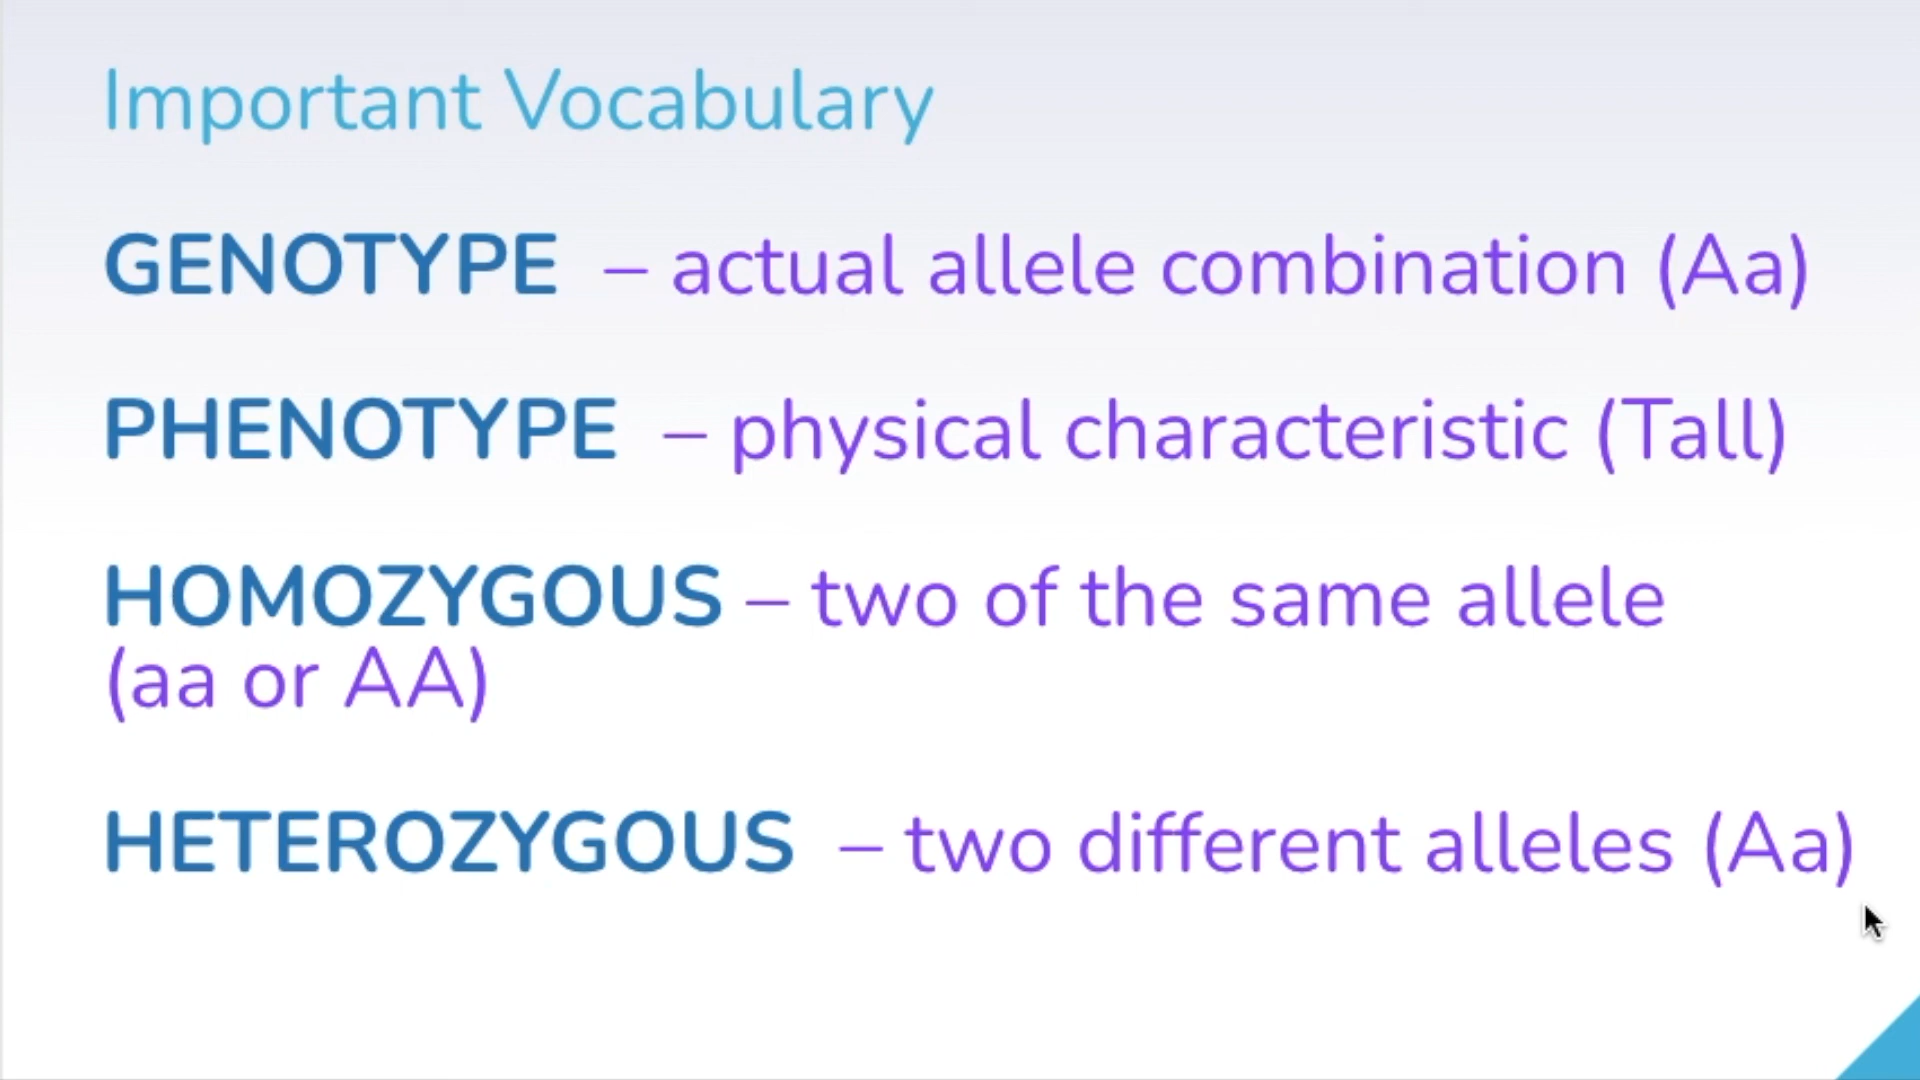 Important Vocabulary
GENOTYPE – actual allele combination (Aa)
PHENOTYPE – physical characteristic (Tall)
HOMOZYGOUS – two of the same allele
(aa or AA)
HETEROZYGOUS – two different alleles (Aa)